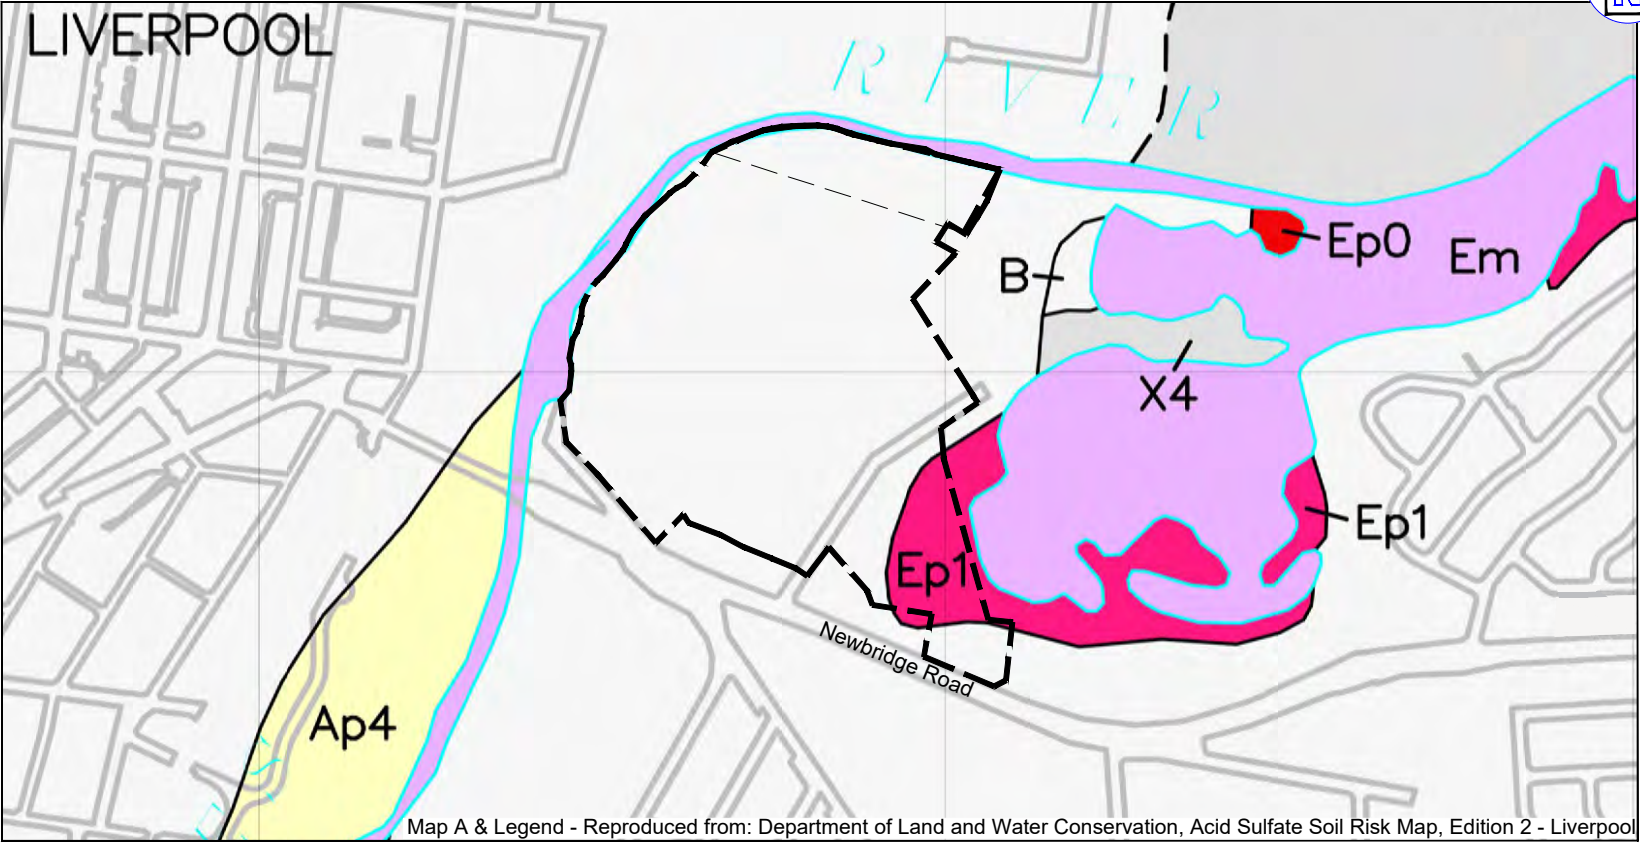 LIVERPOOL
RIVER
Ep0
Em
B
X4
Ep1
Ep1
Newbridge Road
Ap4
Map A & Legend - Reproduced from: Department of Land and Water Conservation, Acid Sulfate Soil Risk Map, Edition 2 - Liverpool